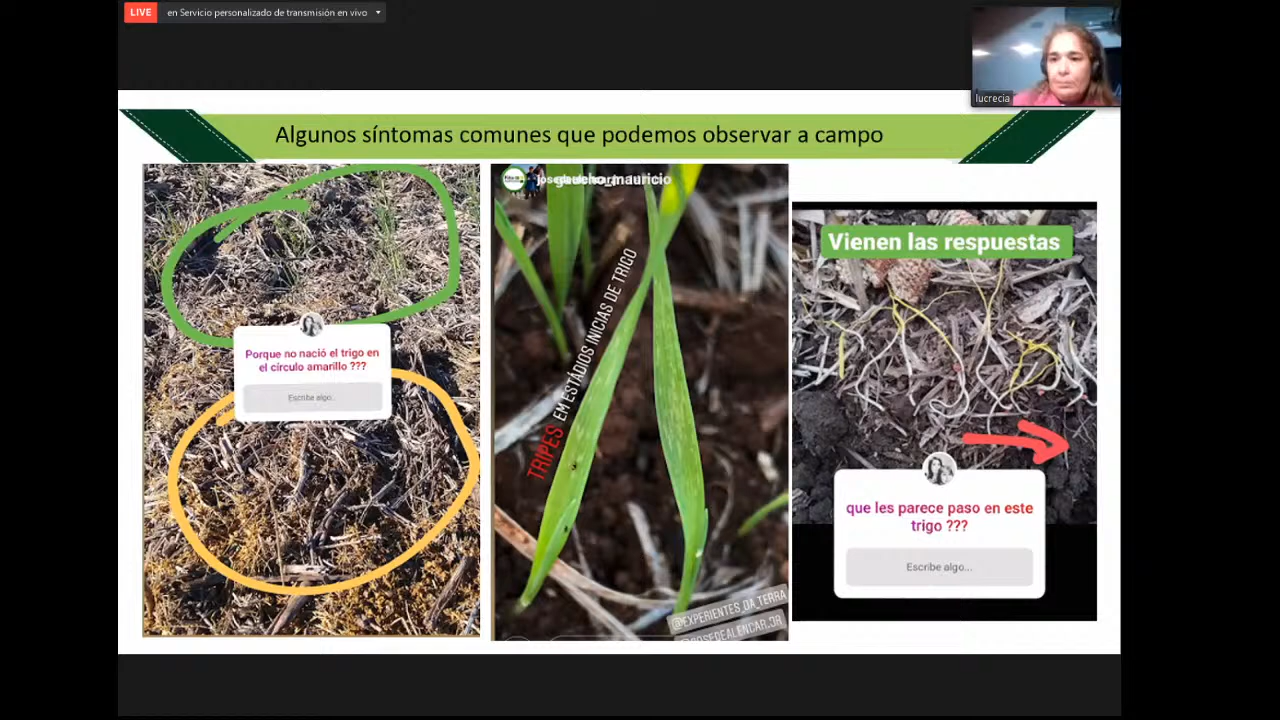 LIVE
en Servicio personalizado de transmisión en vivo
lucrecia
Algunos síntomas comunes que podemos observar a campo
Porque no nació el trigo en
el círculo amarillo ???
Escribe algo...
TRIPES EM ESTÁDIOS INICIAS DE TRIGO
@EXPERIENTES_DA_TERRA
Vienen las respuestas
que les parece paso en este
trigo ???
Escribe algo...